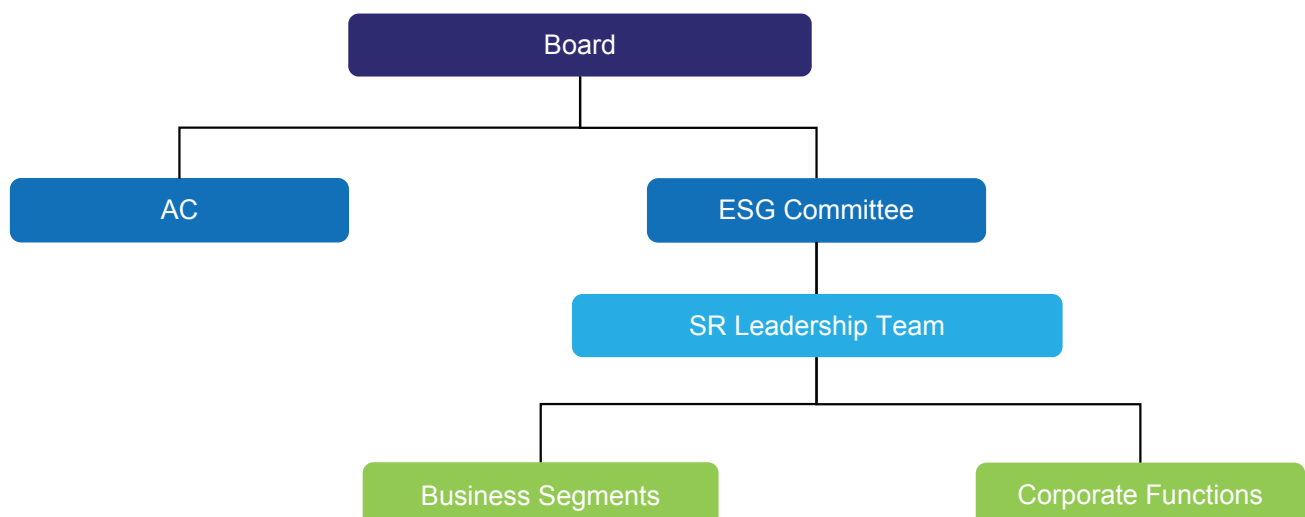 Board
AC
ESG Committee
SR Leadership Team
Business Segments
Corporate Functions